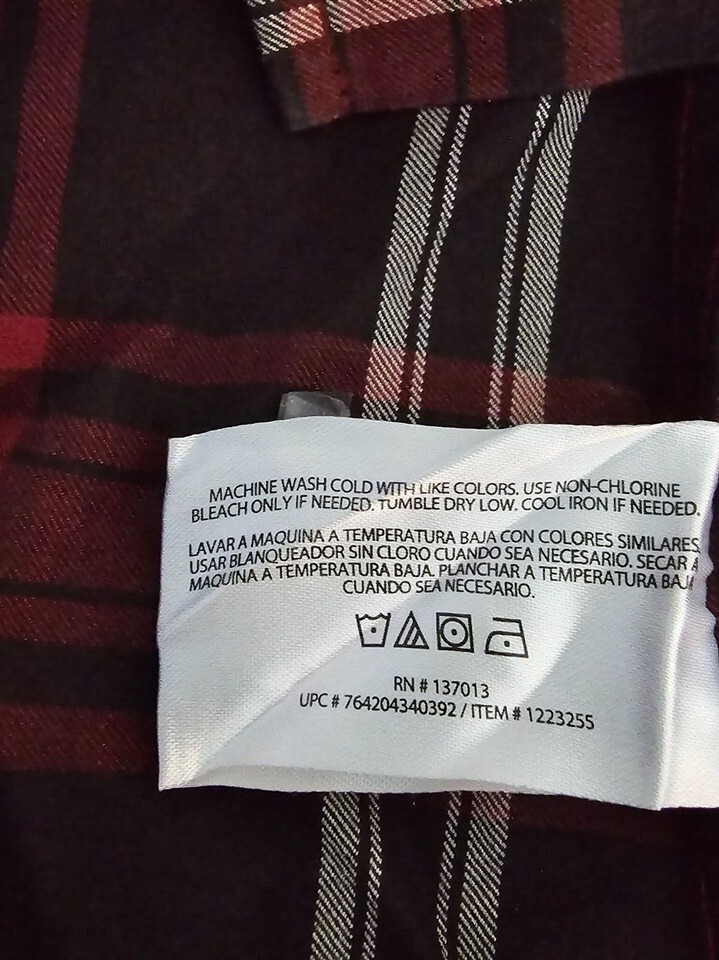 MACHINE WASH COLD WITH LIKE COLORS. USE NON-CHLORINE
BLEACH ONLY IF NEEDED. TUMBLE DRY LOW. COOL IRON IF NEEDED.
LAVAR A MAQUINA A TEMPERATURA BAJA CON COLORES SIMILARES
USAR BLANQUEADOR SIN CLORO CUANDO SEA NECESARIO. SECAR A
MAQUINA A TEMPERATURA BAJA. PLANCHAR A TEMPERATURA BAJA
CUANDO SEA NECESARIO.
RN # 137013
UPC # 764204340392 / ITEM # 1223255